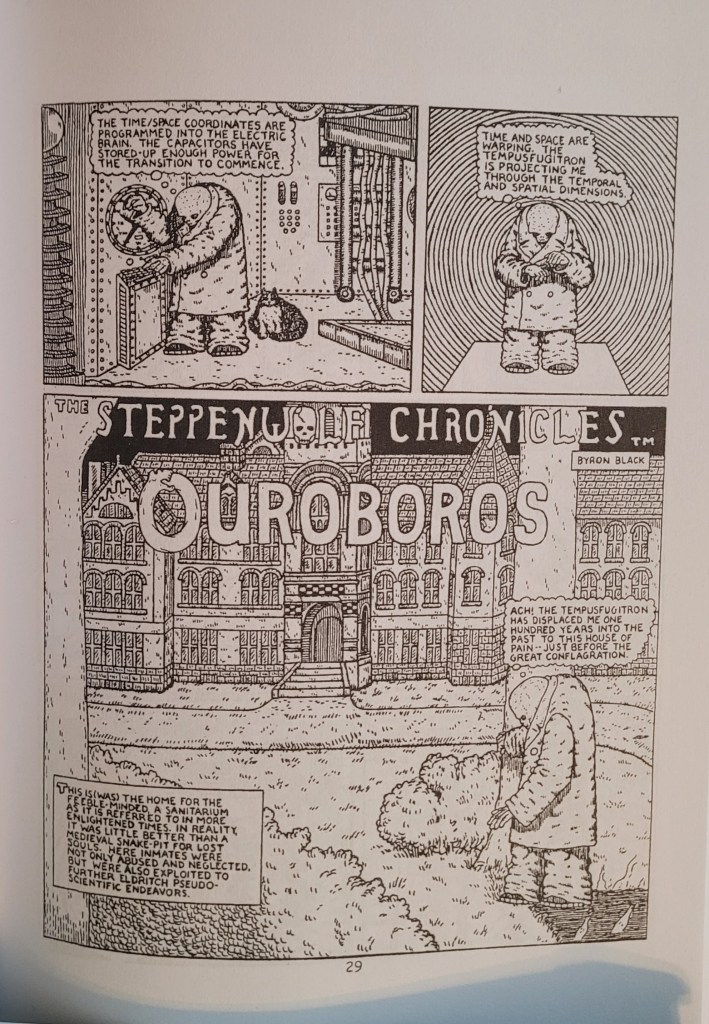 THE TIME/SPACE COORDINATES ARE
PROGRAMMED INTO THE ELECTRIC
BRAIN. THE CAPACITORS HAVE
STORED-UP ENOUGH POWER FOR
THE TRANSITION TO COMMENCE.
TIME AND SPACE ARE
WARPING. THE
TEMPUSFUGITRON
IS PROJECTING ME
THROUGH THE TEMPORAL
AND SPATIAL DIMENSIONS.
THE STEPPENWOLF CHRONICLES TM
BYRON BLACK
OUROBOROS
ACH! THE TEMPUSFUGITRON
HAS DISPLACED ME ONE
HUNDRED YEARS INTO THE
PAST TO THIS HOUSE OF
PAIN-- JUST BEFORE THE
GREAT CONFLAGRATION.
THIS IS (WAS) THE HOME FOR THE
FEEBLE-MINDED, A SANITARIUM
AS IT IS REFERRED TO IN MORE
ENLIGHTENED TIMES. IN REALITY,
IT WAS LITTLE BETTER THAN A
MEDIEVAL SNAKE-PIT FOR LOST
SOULS. HERE INMATES WERE
NOT ONLY ABUSED AND NEGLECTED,
BUT WERE ALSO EXPLOITED TO
FURTHER ELDRITCH PSEUDO-
SCIENTIFIC ENDEAVORS.
29